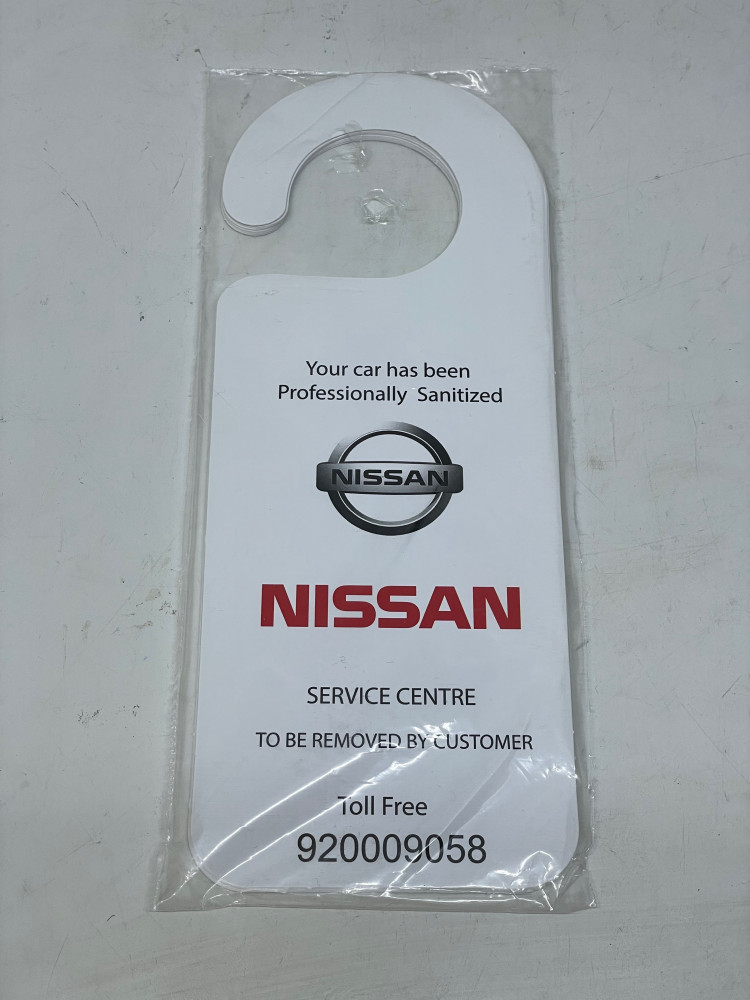 Your car has been
Professionally Sanitized
NISSAN
NISSAN
SERVICE CENTRE
TO BE REMOVED BY CUSTOMER
Toll Free
920009058